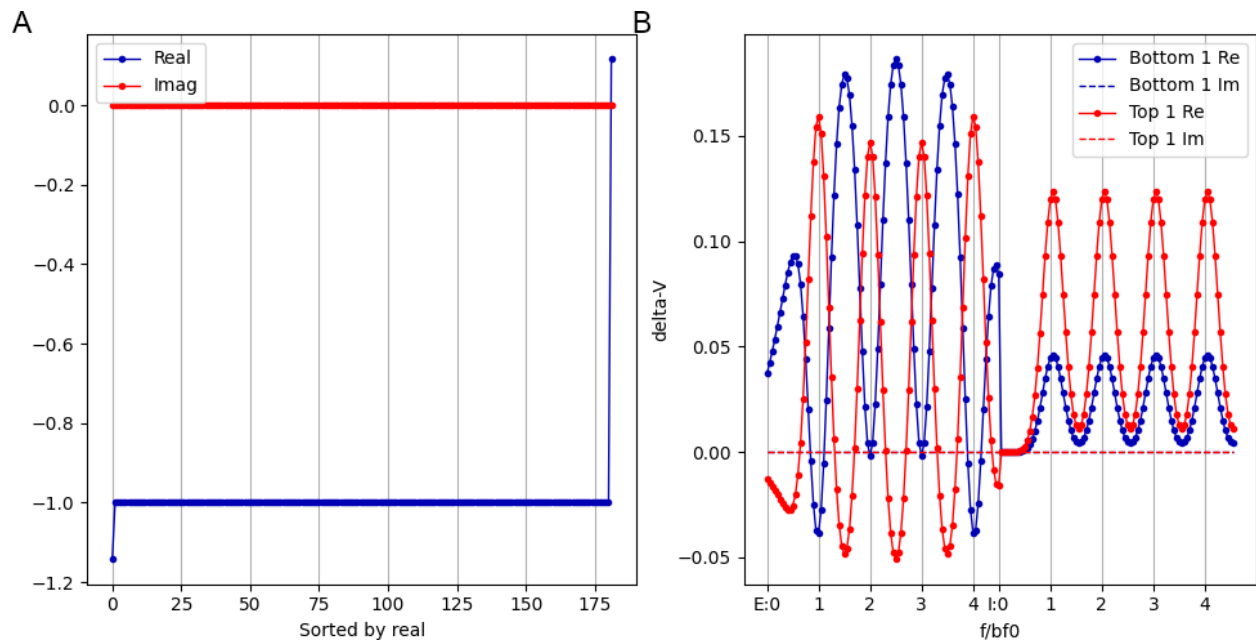 A
Real
Imag
0.0
−0.2
−0.4
−0.6
−0.8
−1.0
−1.2
0
25
50
75
100
125
150
175
Sorted by real
B
Bottom 1 Re
Bottom 1 Im
Top 1 Re
Top 1 Im
delta-V
0.15
0.10
0.05
0.00
−0.05
E:0
1
2
3
4
I:0
1
2
3
4
f/bf0